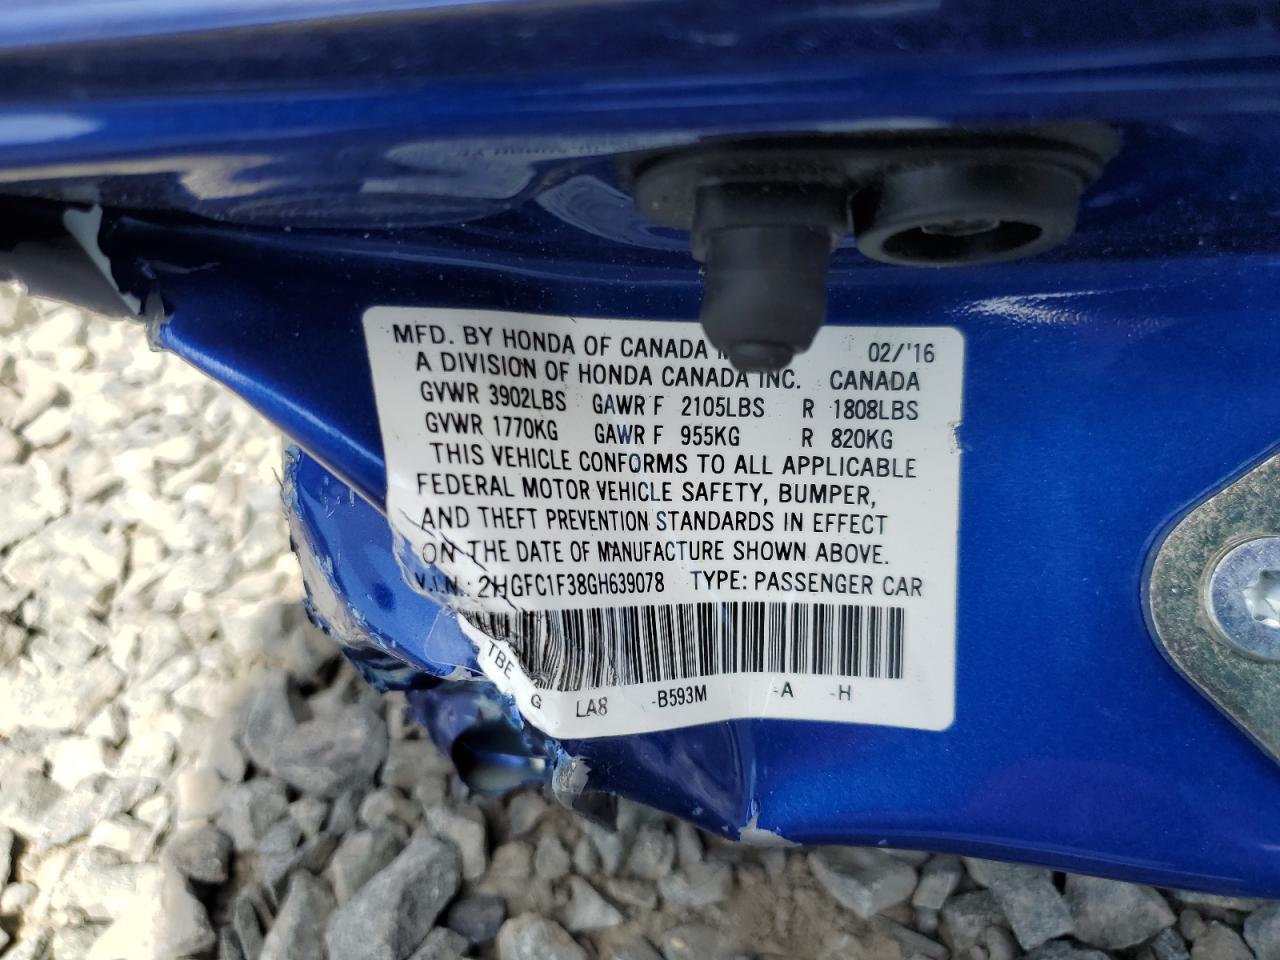 MFD. BY HONDA OF CANADA 02/'16
A DIVISION OF HONDA CANADA INC. CANADA
GVWR 3902LBS GAWR F 2105LBS R 1808LBS
GVWR 1770KG GAWR F 955KG R 820KG
THIS VEHICLE CONFORMS TO ALL APPLICABLE
FEDERAL MOTOR VEHICLE SAFETY, BUMPER,
AND THEFT PREVENTION STANDARDS IN EFFECT
ON THE DATE OF MANUFACTURE SHOWN ABOVE.
V.I.N.: 2HGFC1F38GH639078 TYPE: PASSENGER CAR
TBE G LA8 -B593M -A -H